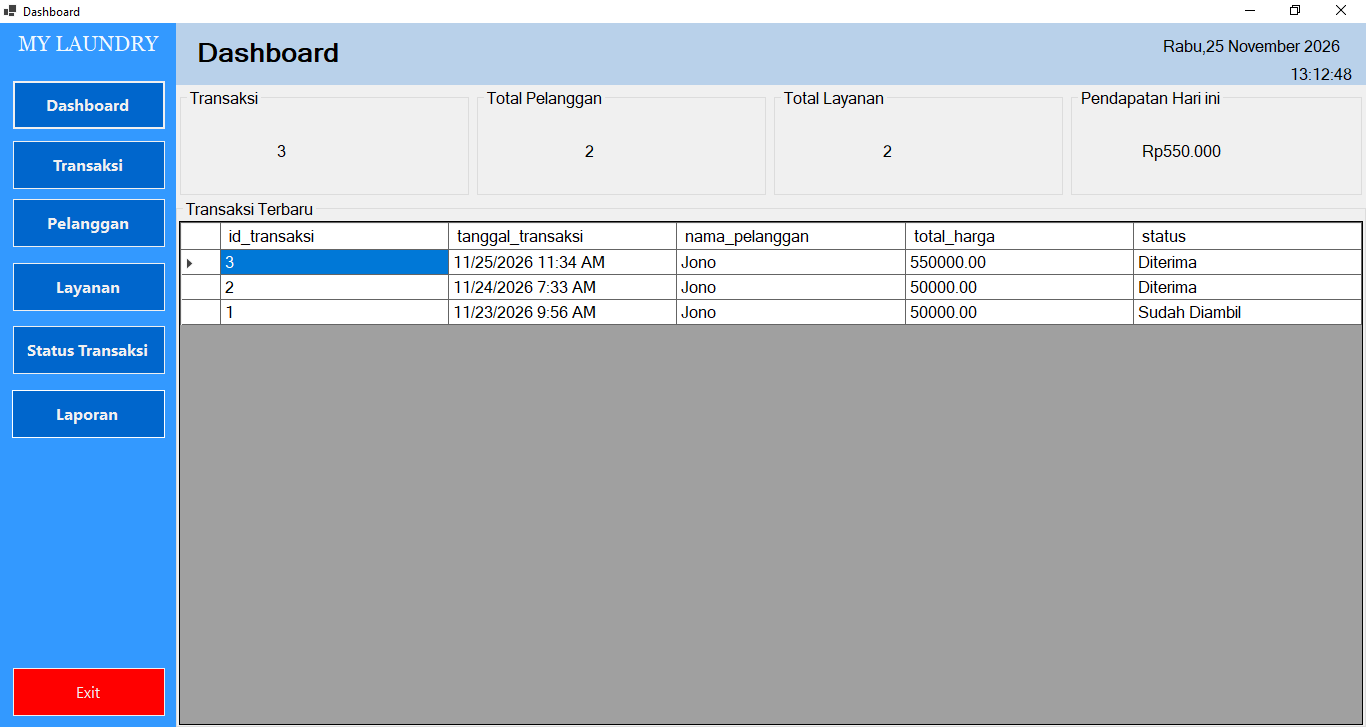 Dashboard
MY LAUNDRY
Dashboard
Transaksi
Pelanggan
Layanan
Status Transaksi
Laporan
Exit
Dashboard
Rabu,25 November 2026
13:12:48
Transaksi
3
Total Pelanggan
2
Total Layanan
2
Pendapatan Hari ini
Rp550.000
Transaksi Terbaru
id_transaksi tanggal_transaksi nama_pelanggan total_harga status
3 11/25/2026 11:34 AM Jono 550000.00 Diterima
2 11/24/2026 7:33 AM Jono 50000.00 Diterima
1 11/23/2026 9:56 AM Jono 50000.00 Sudah Diambil